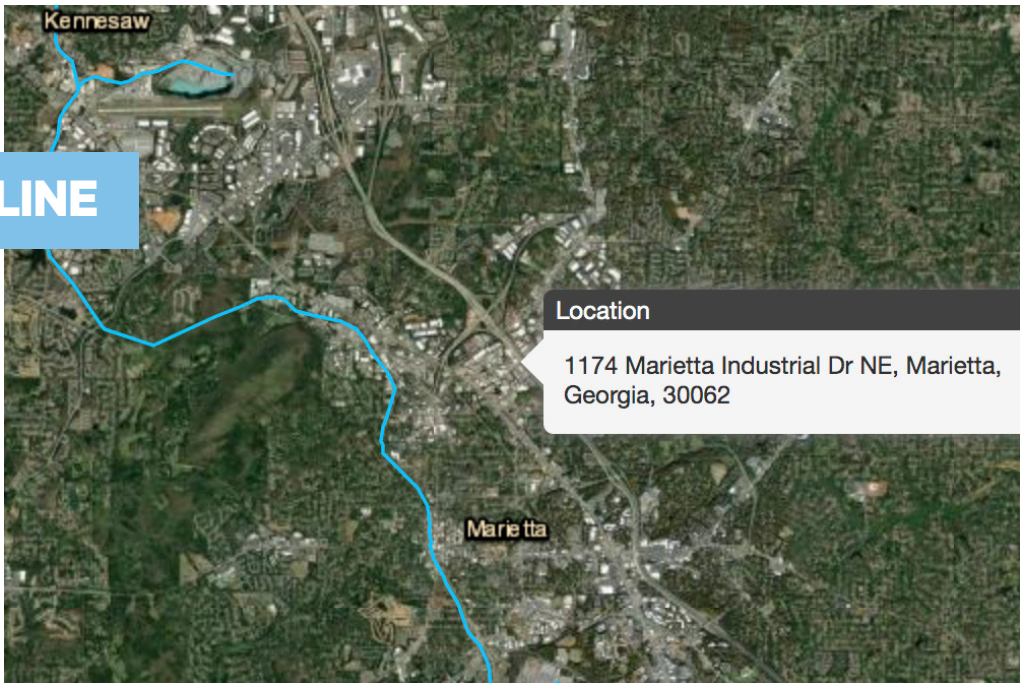 Kennesaw
LINE
Location
1174 Marietta Industrial Dr NE, Marietta,
Georgia, 30062
Marietta